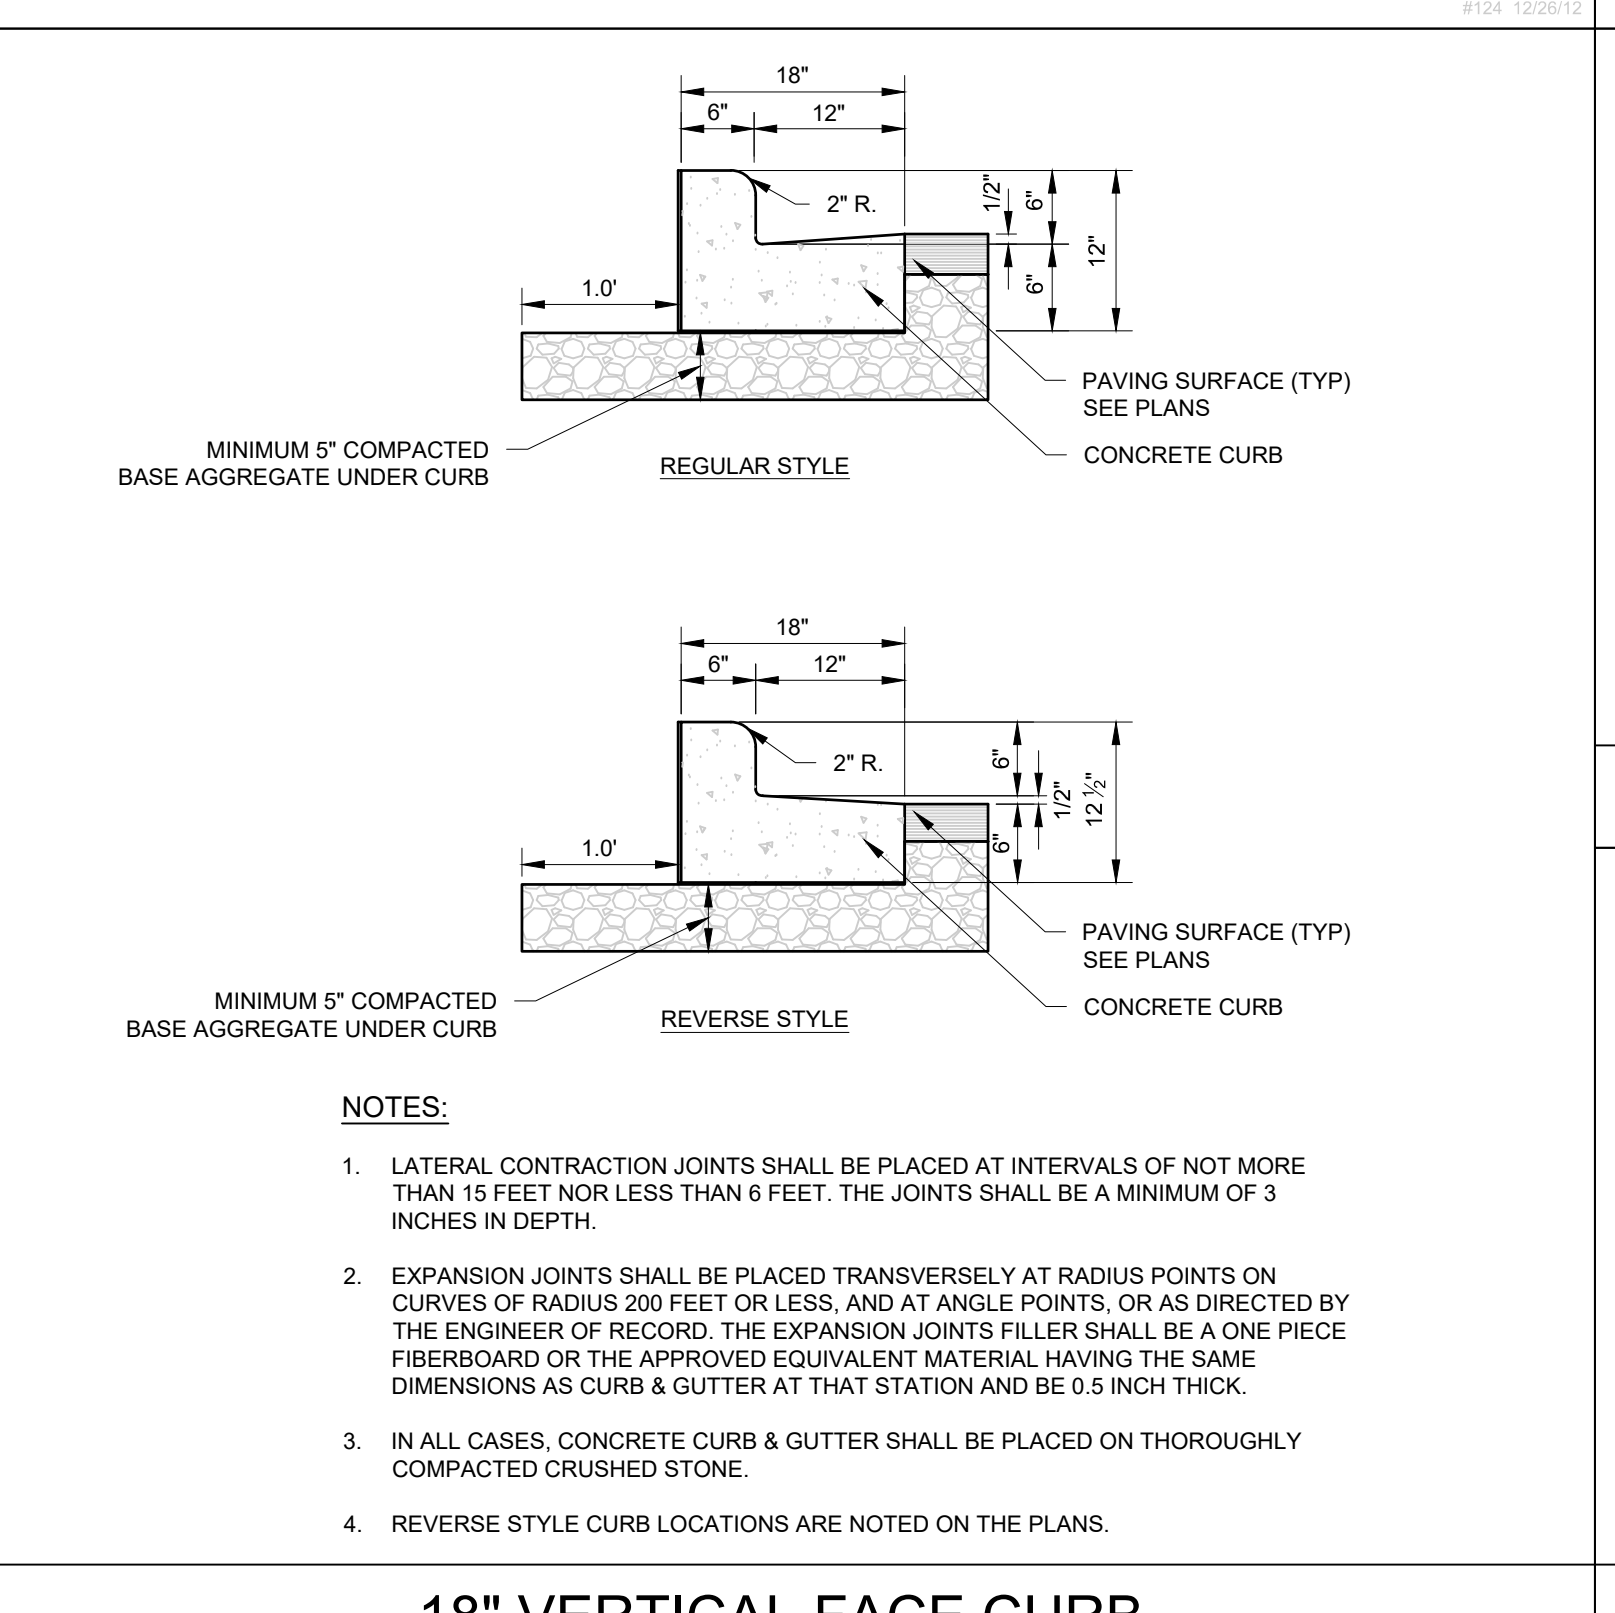 #124 12/26/12
18"
6" 12"
2" R.
1/2"
6"
12"
6"
1.0'
PAVING SURFACE (TYP)
SEE PLANS
MINIMUM 5" COMPACTED
BASE AGGREGATE UNDER CURB
CONCRETE CURB
REGULAR STYLE
18"
6" 12"
2" R.
6"
1/2"
12 ½"
6"
1.0'
PAVING SURFACE (TYP)
SEE PLANS
MINIMUM 5" COMPACTED
BASE AGGREGATE UNDER CURB
CONCRETE CURB
REVERSE STYLE
NOTES:
1. LATERAL CONTRACTION JOINTS SHALL BE PLACED AT INTERVALS OF NOT MORE
THAN 15 FEET NOR LESS THAN 6 FEET. THE JOINTS SHALL BE A MINIMUM OF 3
INCHES IN DEPTH.
2. EXPANSION JOINTS SHALL BE PLACED TRANSVERSELY AT RADIUS POINTS ON
CURVES OF RADIUS 200 FEET OR LESS, AND AT ANGLE POINTS, OR AS DIRECTED BY
THE ENGINEER OF RECORD. THE EXPANSION JOINTS FILLER SHALL BE A ONE PIECE
FIBERBOARD OR THE APPROVED EQUIVALENT MATERIAL HAVING THE SAME
DIMENSIONS AS CURB & GUTTER AT THAT STATION AND BE 0.5 INCH THICK.
3. IN ALL CASES, CONCRETE CURB & GUTTER SHALL BE PLACED ON THOROUGHLY
COMPACTED CRUSHED STONE.
4. REVERSE STYLE CURB LOCATIONS ARE NOTED ON THE PLANS.
18" VERTICAL FACE CURB